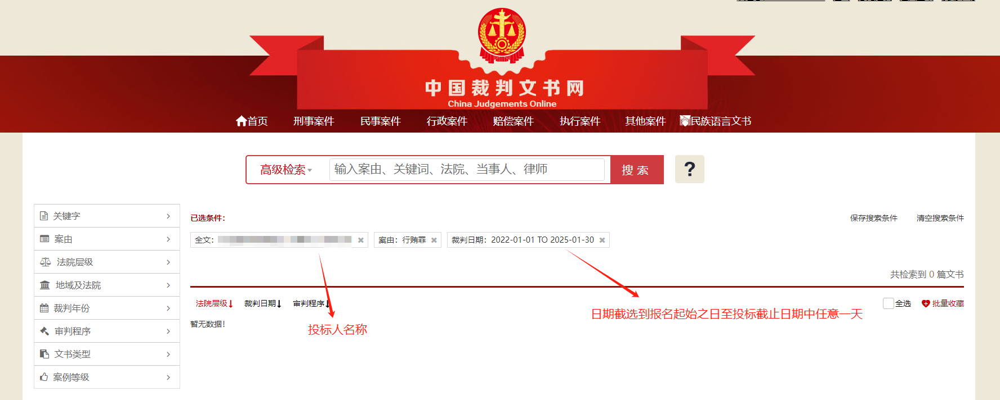 中国裁判文书网
China Judgements Online
首页 刑事案件 民事案件 行政案件 赔偿案件 执行案件 其他案件 民族语言文书
高级检索 输入案由、关键词、法院、当事人、律师 搜索 ?
关键字
案由
法院层级
地域及法院
裁判年份
审判程序
文书类型
案例等级
已选条件: 保存搜索条件 清空搜索条件
全文: 案由: 行贿罪 裁判日期: 2022-01-01 TO 2025-01-30
共检索到 0 篇文书
法院层级 裁判日期 审判程序 全选 批量收藏
暂无数据!
投标人名称
日期截选到报名起始之日至投标截止日期中任意一天